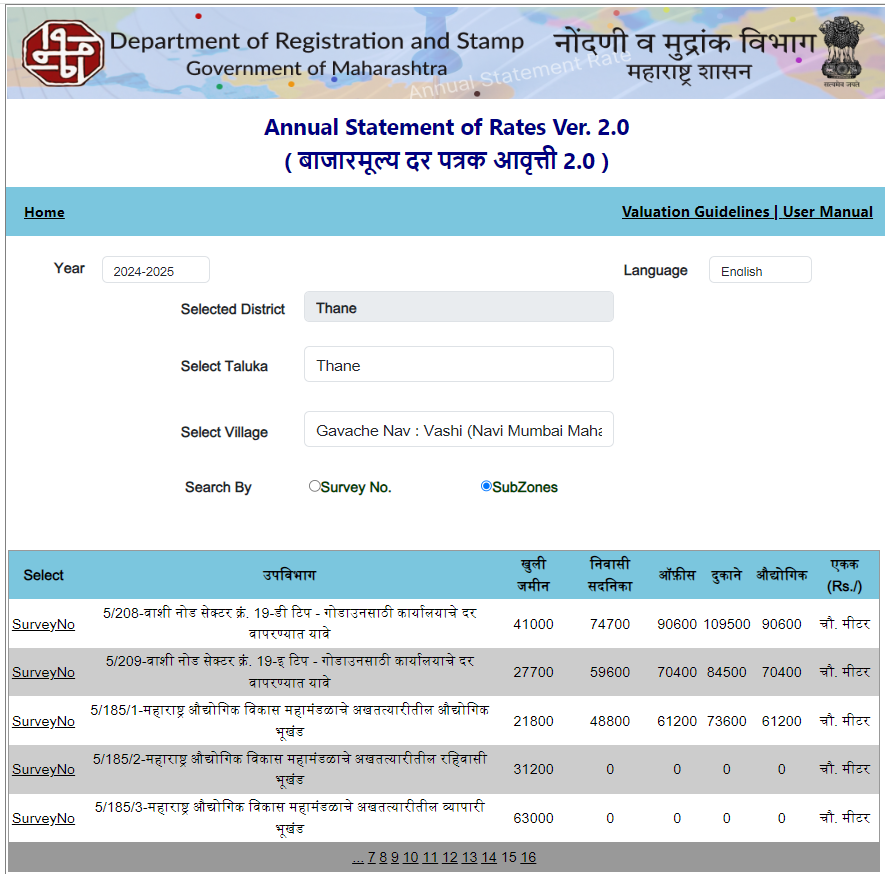 Department of Registration and Stamp
Government of Maharashtra
नोंदणी व मुद्रांक विभाग
महाराष्ट्र शासन
सत्यमेव जयते
Annual Statement Rate
Annual Statement of Rates Ver. 2.0
( बाजारमूल्य दर पत्रक आवृत्ती 2.0 )
Home Valuation Guidelines | User Manual
Year 2024-2025 Language English
Selected District Thane
Select Taluka Thane
Select Village Gavache Nav : Vashi (Navi Mumbai Maha
Search By Survey No. SubZones
Select उपविभाग खुली जमीन निवासी सदनिका ऑफ़ीस दुकाने औद्योगिक एकक (Rs./)
SurveyNo 5/208-वाशी नोड सेक्टर क्रं. 19-डी टिप - गोडाउनसाठी कार्यालयाचे दर 41000 74700 90600 109500 90600 चौ. मीटर
वापरण्यात यावे
SurveyNo 5/209-वाशी नोड सेक्टर क्रं. 19-इ टिप - गोडाउनसाठी कार्यालयाचे दर 27700 59600 70400 84500 70400 चौ. मीटर
वापरण्यात यावे
SurveyNo 5/185/1-महाराष्ट्र औद्योगिक विकास महामंडळाचे अखतत्यारीतील औद्योगिक 21800 48800 61200 73600 61200 चौ. मीटर
भूखंड
SurveyNo 5/185/2-महाराष्ट्र औद्योगिक विकास महामंडळाचे अखतत्यारीतील रहिवासी 31200 0 0 0 0 चौ. मीटर
भूखंड
SurveyNo 5/185/3-महाराष्ट्र औद्योगिक विकास महामंडळाचे अखतत्यारीतील व्यापारी 63000 0 0 0 0 चौ. मीटर
भूखंड
... 7 8 9 10 11 12 13 14 15 16